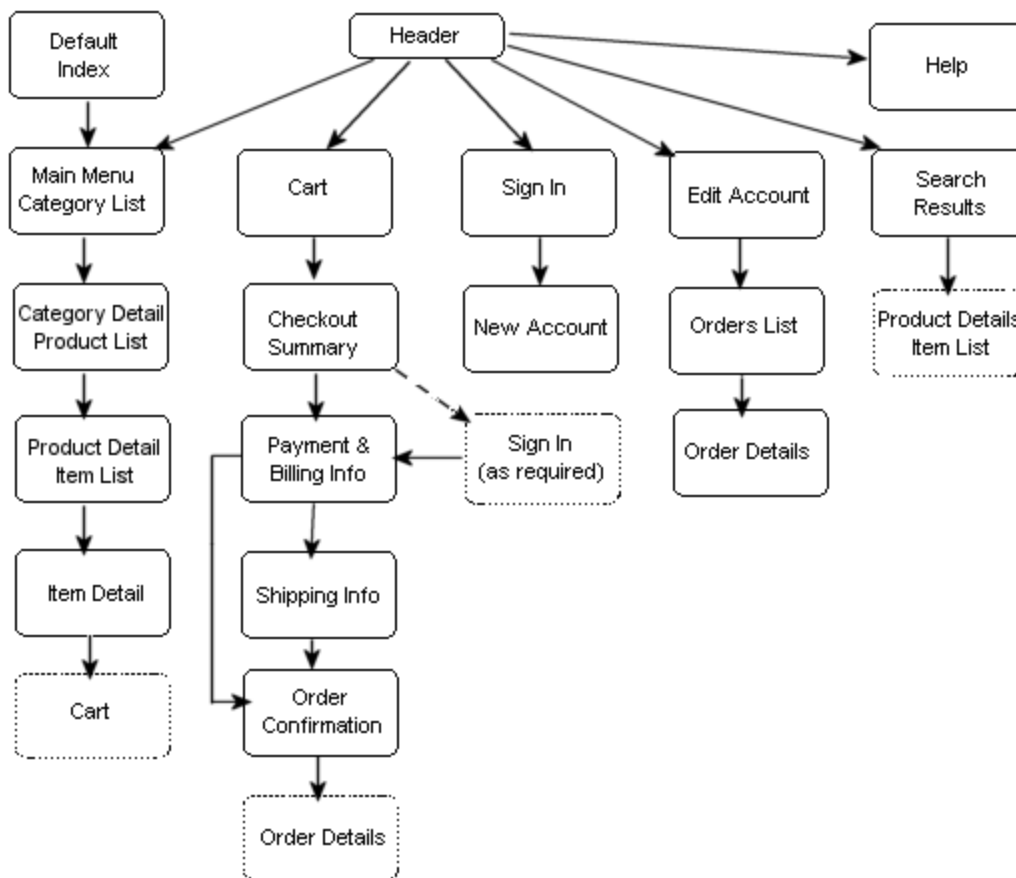 Default
Index
Header
Help
Main Menu
Category List
Cart
Sign In
Edit Account
Search
Results
Category Detail
Product List
Checkout
Summary
New Account
Orders List
Product Details
Item List
Product Detail
Item List
Payment &
Billing Info
Sign In
(as required)
Order Details
Item Detail
Shipping Info
Cart
Order
Confirmation
Order Details